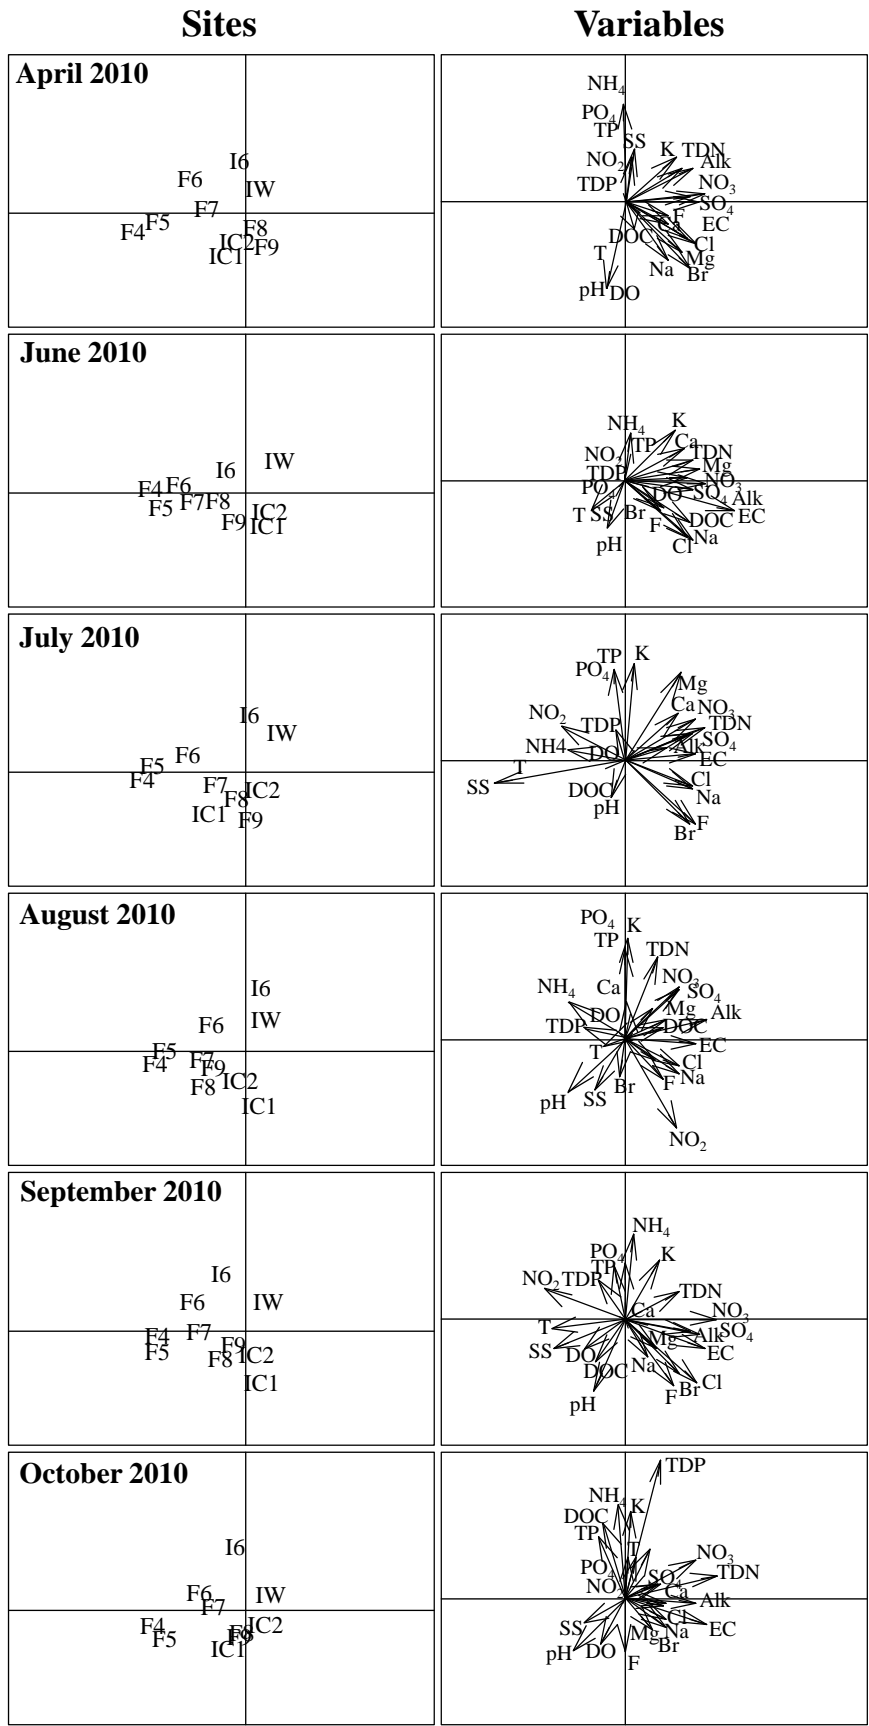 Sites Variables
April 2010
I6
F6 IW
F7
F5 F8
F4
IC2 F9
IC1
NH₄
PO₄
TP
SS
K TDN
NO₂ Alk
TDP NO₃
SO₄
F
Ca EC
DOC Cl
T Mg
Na Br
pH DO
June 2010
IW
I6
F4 F6
F7 F8
F5 IC2
F9 IC1
K
NH₄
TP Ca
TDN
TDP Mg
PO₄ NO₃
DO SO₄ Alk
T SS Br DOC EC
F
pH Cl Na
July 2010
I6
IW
F6
F5
F4
F7 IC2
F8
IC1 F9
TP K
PO₄
Mg
Ca
NO₂ NO₃
TDP TDN
SO₄
NH4 DO Alk
EC
T
SS DOC Cl
Na
pH
Br F
August 2010
I6
F6 IW
F5
F4 F7
F9
F8 IC2
IC1
PO₄
K
TP
TDN
NO₃
NH₄ Ca SO₄
Mg Alk
DO
TDP DOC
T EC
Cl
Na
Br F
pH SS
NO₂
September 2010
I6
F6 IW
F4 F7
F5 F9
F8 IC2
IC1
NH₄
PO₄ K
TP
NO₂ TDP
TDN
Ca NO₃
T SO₄
Alk
Mg
SS DO EC
DOC Na
Cl
Br
pH F
October 2010
I6
F6 IW
F7
F4 IC2
F8
F5 F9
IC1
TDP
NH₄ K
DOC
TP
T
NO₃
PO₄ TDN
SO₄
NO₂ Ca
Alk
Cl
SS Na EC
Mg
pH DO Br
F